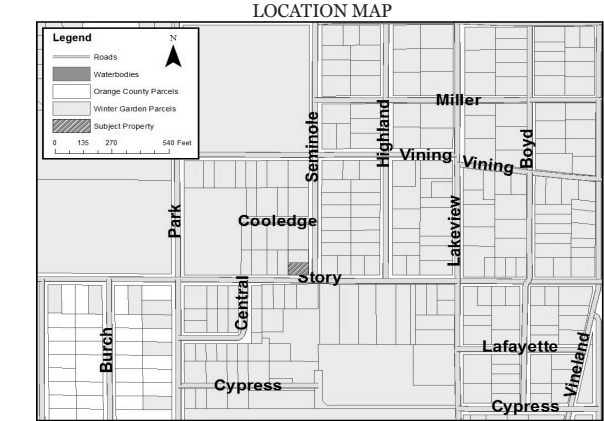 LOCATION MAP
Legend
N
Roads
Waterbodies
Orange County Parcels
Winter Garden Parcels
Subject Property
0 135 270 540 Feet
Miller
Seminole
Highland
Boyd
Vining
Vining
Park
Cooledge
Lakeview
Story
Central
Burch
Lafayette
Vineland
Cypress
Cypress